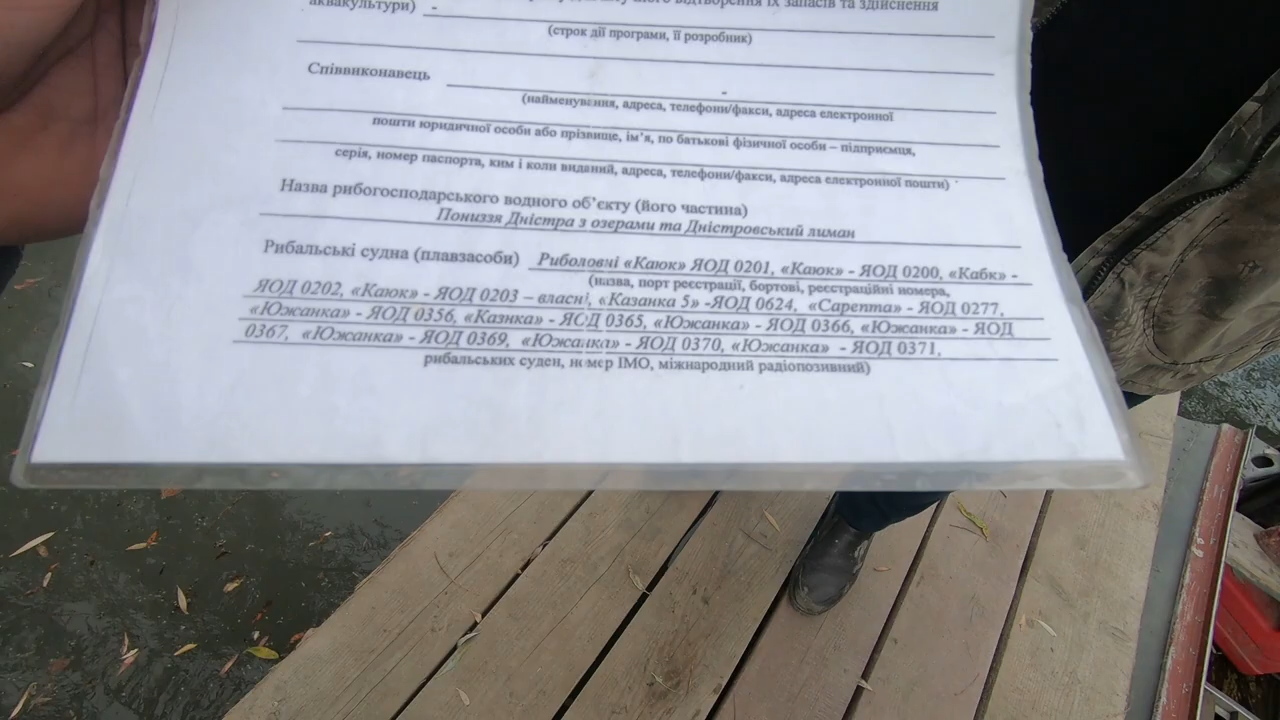 аквакультури) - відтворення їх запасів та здійснення
(строк дії програми, її розробник)
Співвиконавець -
(найменування, адреса, телефони/факси, адреса електронної
пошти юридичної особи або прізвище, ім’я, по батькові фізичної особи – підприємця,
серія, номер паспорта, ким і коли виданий, адреса, телефони/факси, адреса електронної пошти)
Назва рибогосподарського водного об’єкту (його частина)
Пониззя Дністра з озерами та Дністровський лиман
Рибальські судна (плавзасоби) Риболовчі «Каюк» ЯОД 0201, «Каюк» - ЯОД 0200, «Кабк» -
(назва, порт реєстрації, бортові, реєстраційні номера,
ЯОД 0202, «Каюк» - ЯОД 0203 – власні, «Казанка 5» -ЯОД 0624, «Сарепта» - ЯОД 0277,
«Южанка» - ЯОД 0356, «Казнка» - ЯОД 0365, «Южанка» - ЯОД 0366, «Южанка» - ЯОД
0367, «Южанка» - ЯОД 0369, «Южанка» - ЯОД 0370, «Южанка» - ЯОД 0371,
рибальських суден, номер ІМО, міжнародний радіопозивний)